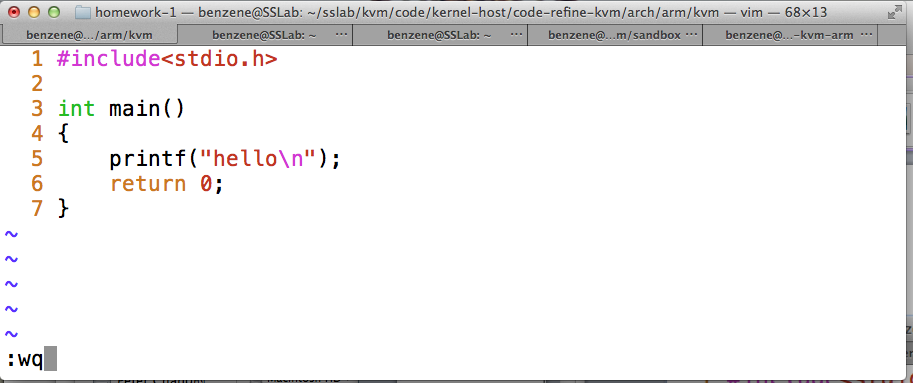 homework-1 — benzene@SSLab: ~/sslab/kvm/code/kernel-host/code-refine-kvm/arch/arm/kvm — vim — 68×13
benzene@.../arm/kvm benzene@SSLab: ~ ... benzene@SSLab: ~ ... benzene@...m/sandbox ... benzene@...-kvm-arm ...
1 #include<stdio.h>
2
3 int main()
4 {
5     printf("hello\n");
6     return 0;
7 }
~
~
~
~
~
:wq